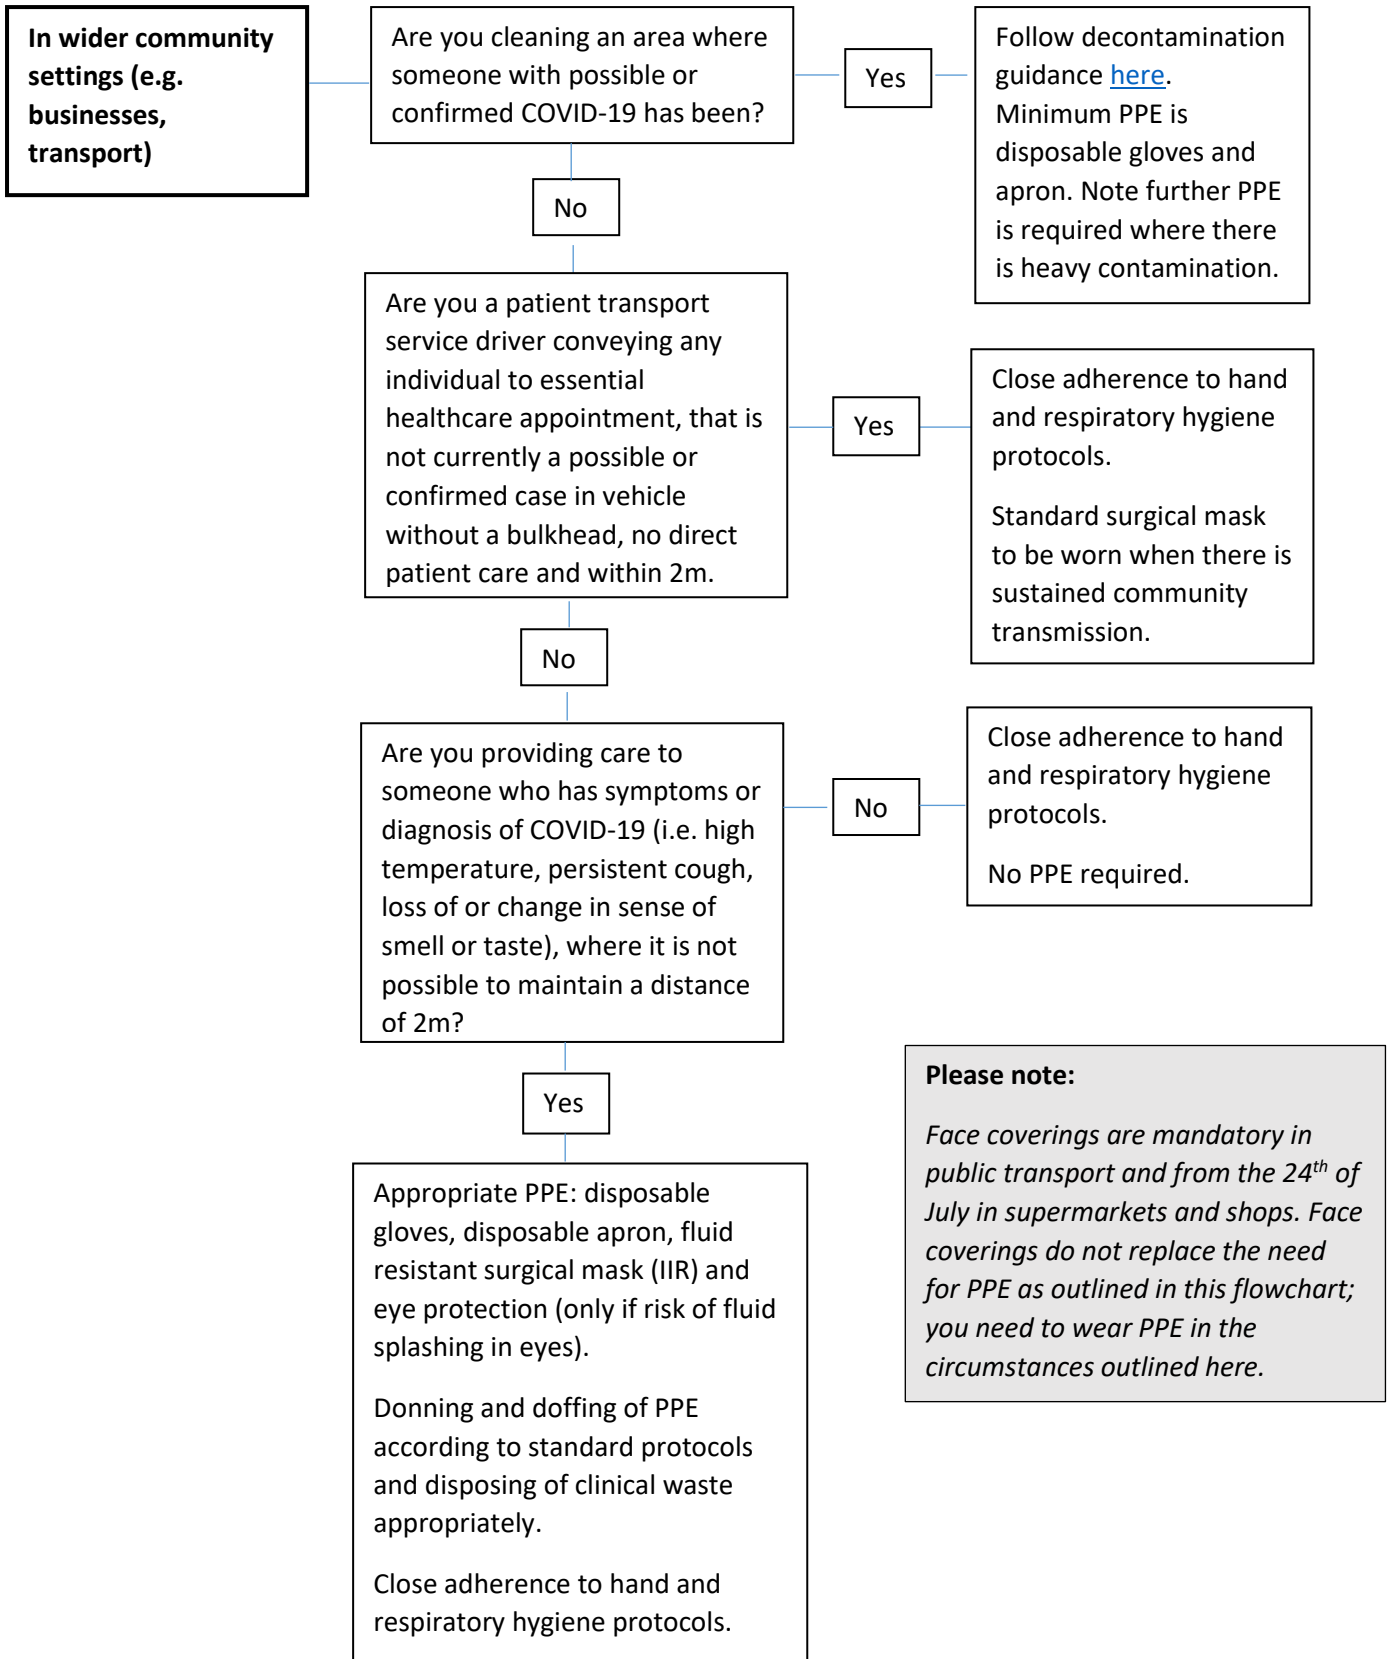 In wider community
settings (e.g.
businesses,
transport)
Are you cleaning an area where
someone with possible or
confirmed COVID-19 has been?
Yes
Follow decontamination
guidance here.
Minimum PPE is
disposable gloves and
apron. Note further PPE
is required where there
is heavy contamination.
No
Are you a patient transport
service driver conveying any
individual to essential
healthcare appointment, that is
not currently a possible or
confirmed case in vehicle
without a bulkhead, no direct
patient care and within 2m.
Yes
Close adherence to hand
and respiratory hygiene
protocols.
Standard surgical mask
to be worn when there is
sustained community
transmission.
No
Are you providing care to
someone who has symptoms or
diagnosis of COVID-19 (i.e. high
temperature, persistent cough,
loss of or change in sense of
smell or taste), where it is not
possible to maintain a distance
of 2m?
No
Close adherence to hand
and respiratory hygiene
protocols.
No PPE required.
Yes
Appropriate PPE: disposable
gloves, disposable apron, fluid
resistant surgical mask (IIR) and
eye protection (only if risk of fluid
splashing in eyes).
Donning and doffing of PPE
according to standard protocols
and disposing of clinical waste
appropriately.
Close adherence to hand and
respiratory hygiene protocols.
Please note:
Face coverings are mandatory in
public transport and from the 24th of
July in supermarkets and shops. Face
coverings do not replace the need
for PPE as outlined in this flowchart;
you need to wear PPE in the
circumstances outlined here.